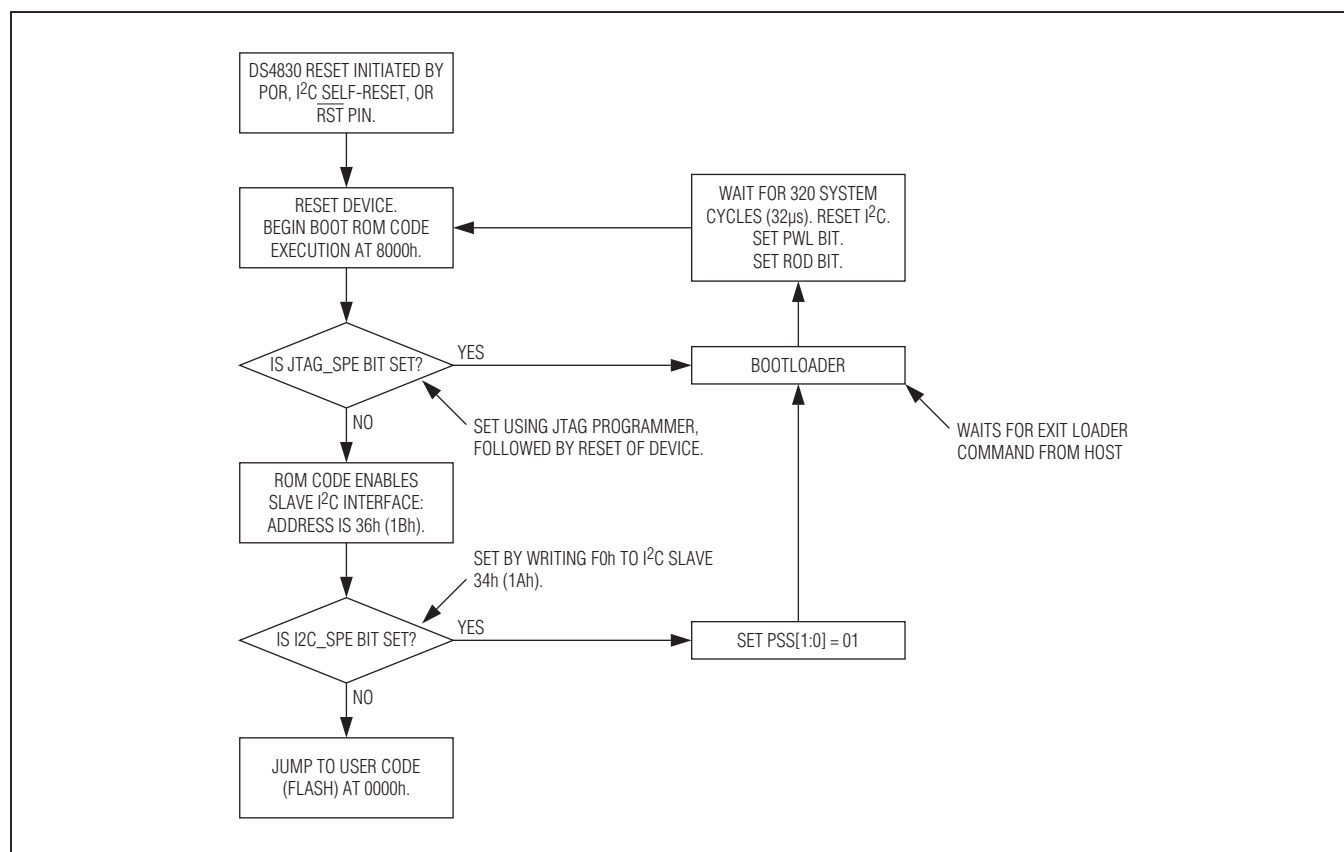 DS4830 RESET INITIATED BY
POR, I²C SELF-RESET, OR
RST PIN.
RESET DEVICE.
BEGIN BOOT ROM CODE
EXECUTION AT 8000h.
WAIT FOR 320 SYSTEM
CYCLES (32µs). RESET I²C.
SET PWL BIT.
SET ROD BIT.
IS JTAG_SPE BIT SET?
YES
BOOTLOADER
NO
SET USING JTAG PROGRAMMER,
FOLLOWED BY RESET OF DEVICE.
WAITS FOR EXIT LOADER
COMMAND FROM HOST
ROM CODE ENABLES
SLAVE I²C INTERFACE:
ADDRESS IS 36h (1Bh).
SET BY WRITING F0h TO I²C SLAVE
34h (1Ah).
IS I2C_SPE BIT SET?
YES
SET PSS[1:0] = 01
NO
JUMP TO USER CODE
(FLASH) AT 0000h.